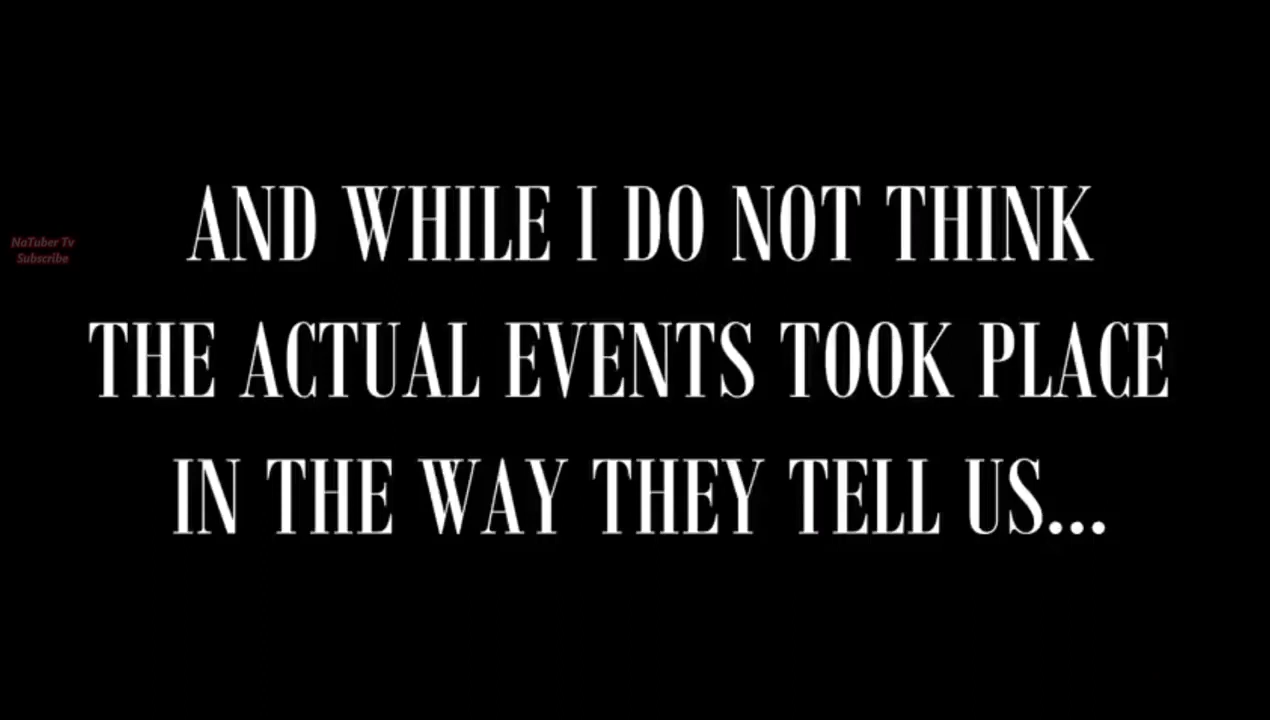 AND WHILE I DO NOT THINK
NaTuber Tv
Subscribe
THE ACTUAL EVENTS TOOK PLACE
IN THE WAY THEY TELL US...